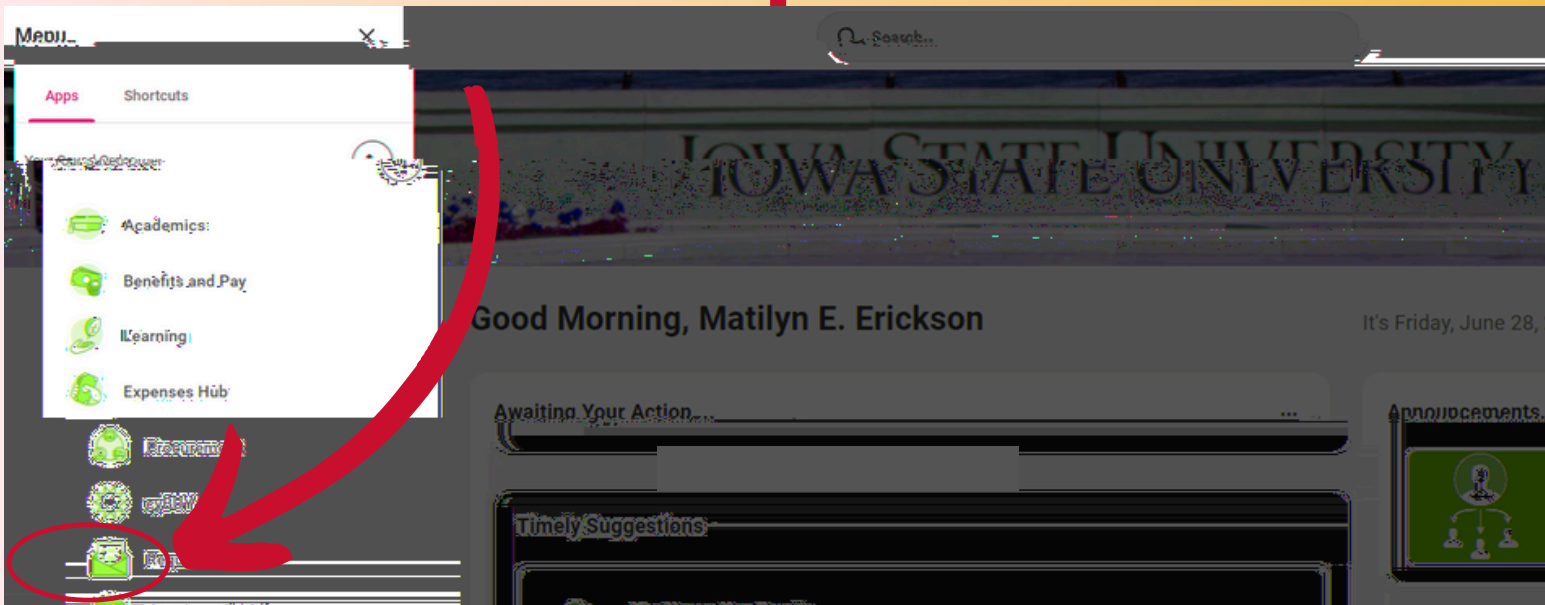 Menu
Search...
Apps
Shortcuts
IOWA STATE UNIVERSITY
Academics
Benefits and Pay
Learning
Expenses Hub
Good Morning, Matilyn E. Erickson
It's Friday, June 28,
Awaiting Your Action
...
Announcements
Procurement
Timely Suggestions